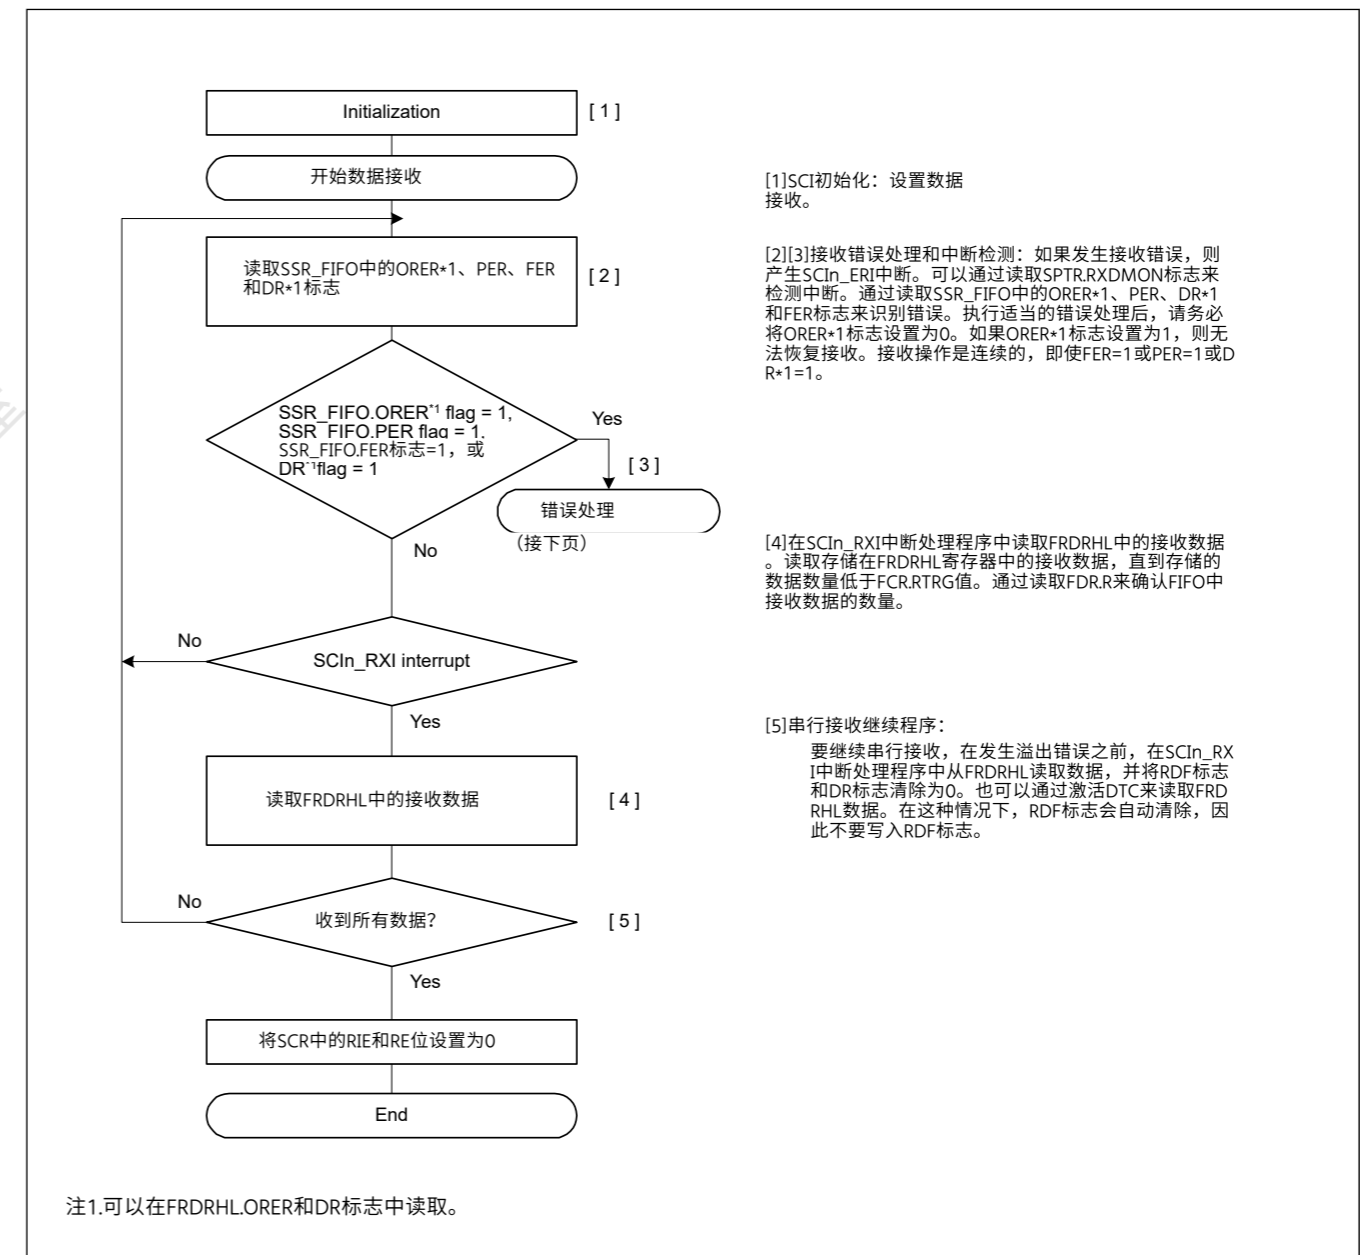 Initialization
[ 1 ]
开始数据接收
[1]SCI初始化：设置数据
接收。
读取SSR_FIFO中的ORER*1、PER、FER
和DR*1标志
[ 2 ]
[2][3]接收错误处理和中断检测：如果发生接收错误，则
产生SCIn_ERI中断。可以通过读取SPTR.RXDMON标志来
检测中断。通过读取SSR_FIFO中的ORER*1、PER、DR*1
和FER标志来识别错误。执行适当的错误处理后，请务必
将ORER*1标志设置为0。如果ORER*1标志设置为1，则无
法恢复接收。接收操作是连续的，即使FER=1或PER=1或D
R*1=1。
SSR_FIFO.ORER*1 flag = 1,
SSR_FIFO.PER flag = 1,
SSR_FIFO.FER标志=1，或
DR*1flag = 1
Yes
[ 3 ]
错误处理
（接下页）
No
[4]在SCIn_RXI中断处理程序中读取FRDRHL中的接收数据
。读取存储在FRDRHL寄存器中的接收数据，直到存储的
数据数量低于FCR.RTRG值。通过读取FDR.R来确认FIFO中
接收数据的数量。
No
SCIn_RXI interrupt
Yes
[5]串行接收继续程序：
要继续串行接收，在发生溢出错误之前，在SCIn_RX
I中断处理程序中从FRDRHL读取数据，并将RDF标志
和DR标志清除为0。也可以通过激活DTC来读取FRD
RHL数据。在这种情况下，RDF标志会自动清除，因
此不要写入RDF标志。
读取FRDRHL中的接收数据
[ 4 ]
No
收到所有数据？
[ 5 ]
Yes
将SCR中的RIE和RE位设置为0
End
注1.可以在FRDRHL.ORER和DR标志中读取。